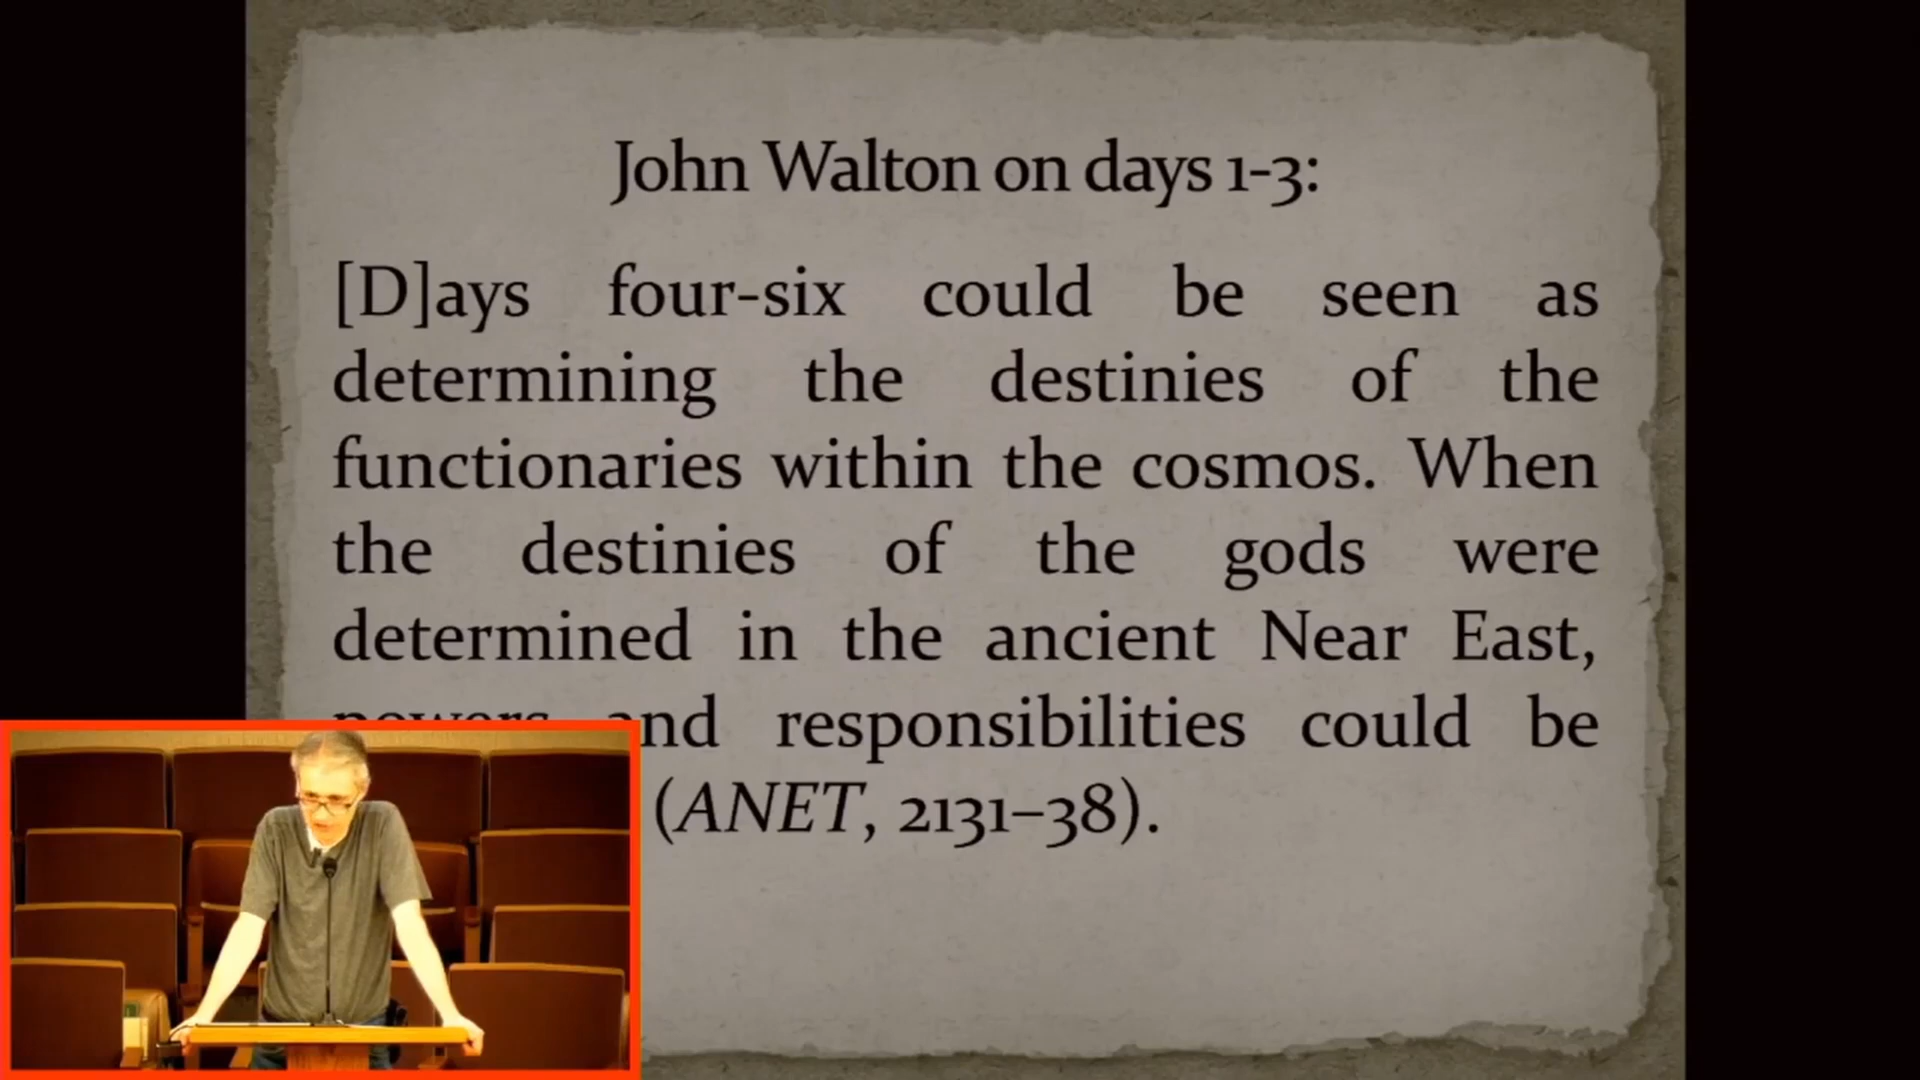 John Walton on days 1-3:
[D]ays four-six could be seen as
determining the destinies of the
functionaries within the cosmos. When
the destinies of the gods were
determined in the ancient Near East,
powers and responsibilities could be
(ANET, 2131–38).